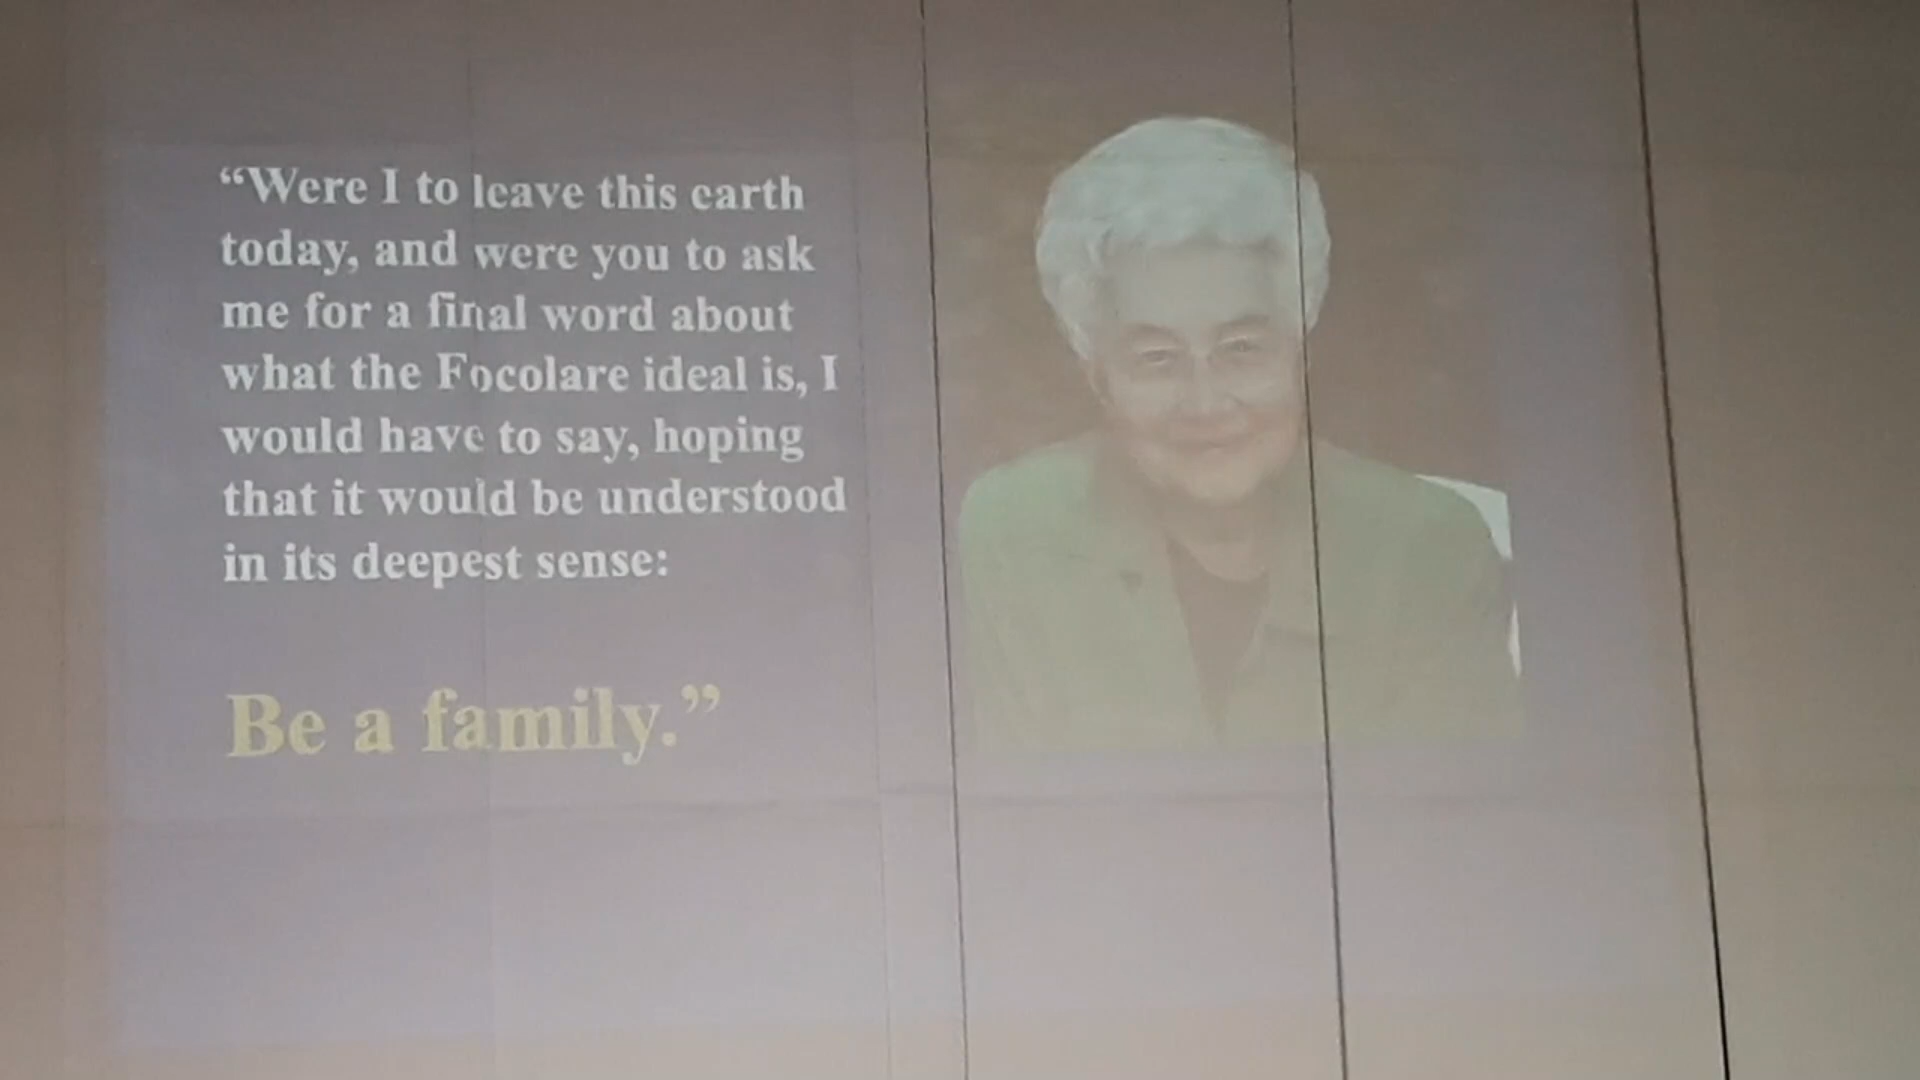 “Were I to leave this earth
today, and were you to ask
me for a final word about
what the Focolare ideal is, I
would have to say, hoping
that it would be understood
in its deepest sense:
Be a family.”